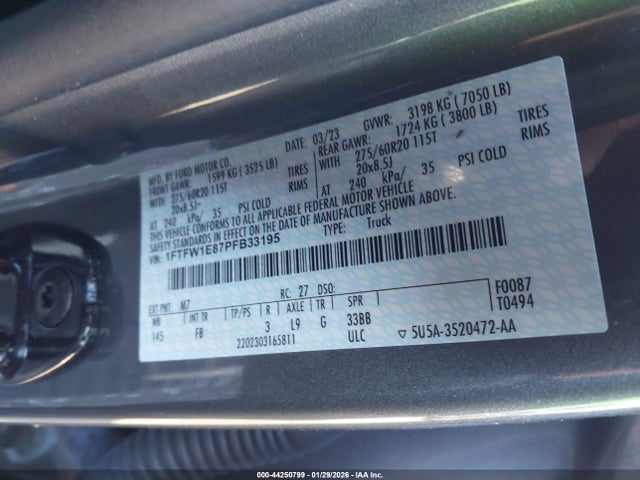 MFD. BY FORD MOTOR CO.
DATE: 03/23 GVWR: 3198 KG ( 7050 LB)
FRONT GAWR: 1599 KG ( 3525 LB)
REAR GAWR: 1724 KG ( 3800 LB)
WITH 275/60R20 115T TIRES
WITH 275/60R20 115T TIRES
20x8.5J RIMS
20x8.5J RIMS
AT 240 kPa/ 35 PSI COLD
AT 240 kPa/ 35 PSI COLD
THIS VEHICLE CONFORMS TO ALL APPLICABLE FEDERAL MOTOR VEHICLE
SAFETY STANDARDS IN EFFECT ON THE DATE OF MANUFACTURE SHOWN ABOVE.
VIN: 1FTFW1E87PFB33195
TYPE: Truck
EXT PNT: M7 RC: 27 DSO: F0087
WB INT TR TP/PS R AXLE TR SPR T0494
145 FB 3 L9 G 33BB
2202303165811 ULC ▽ 5U5A-3520472-AA
000-44250799 - 01/29/2026 - IAA Inc.